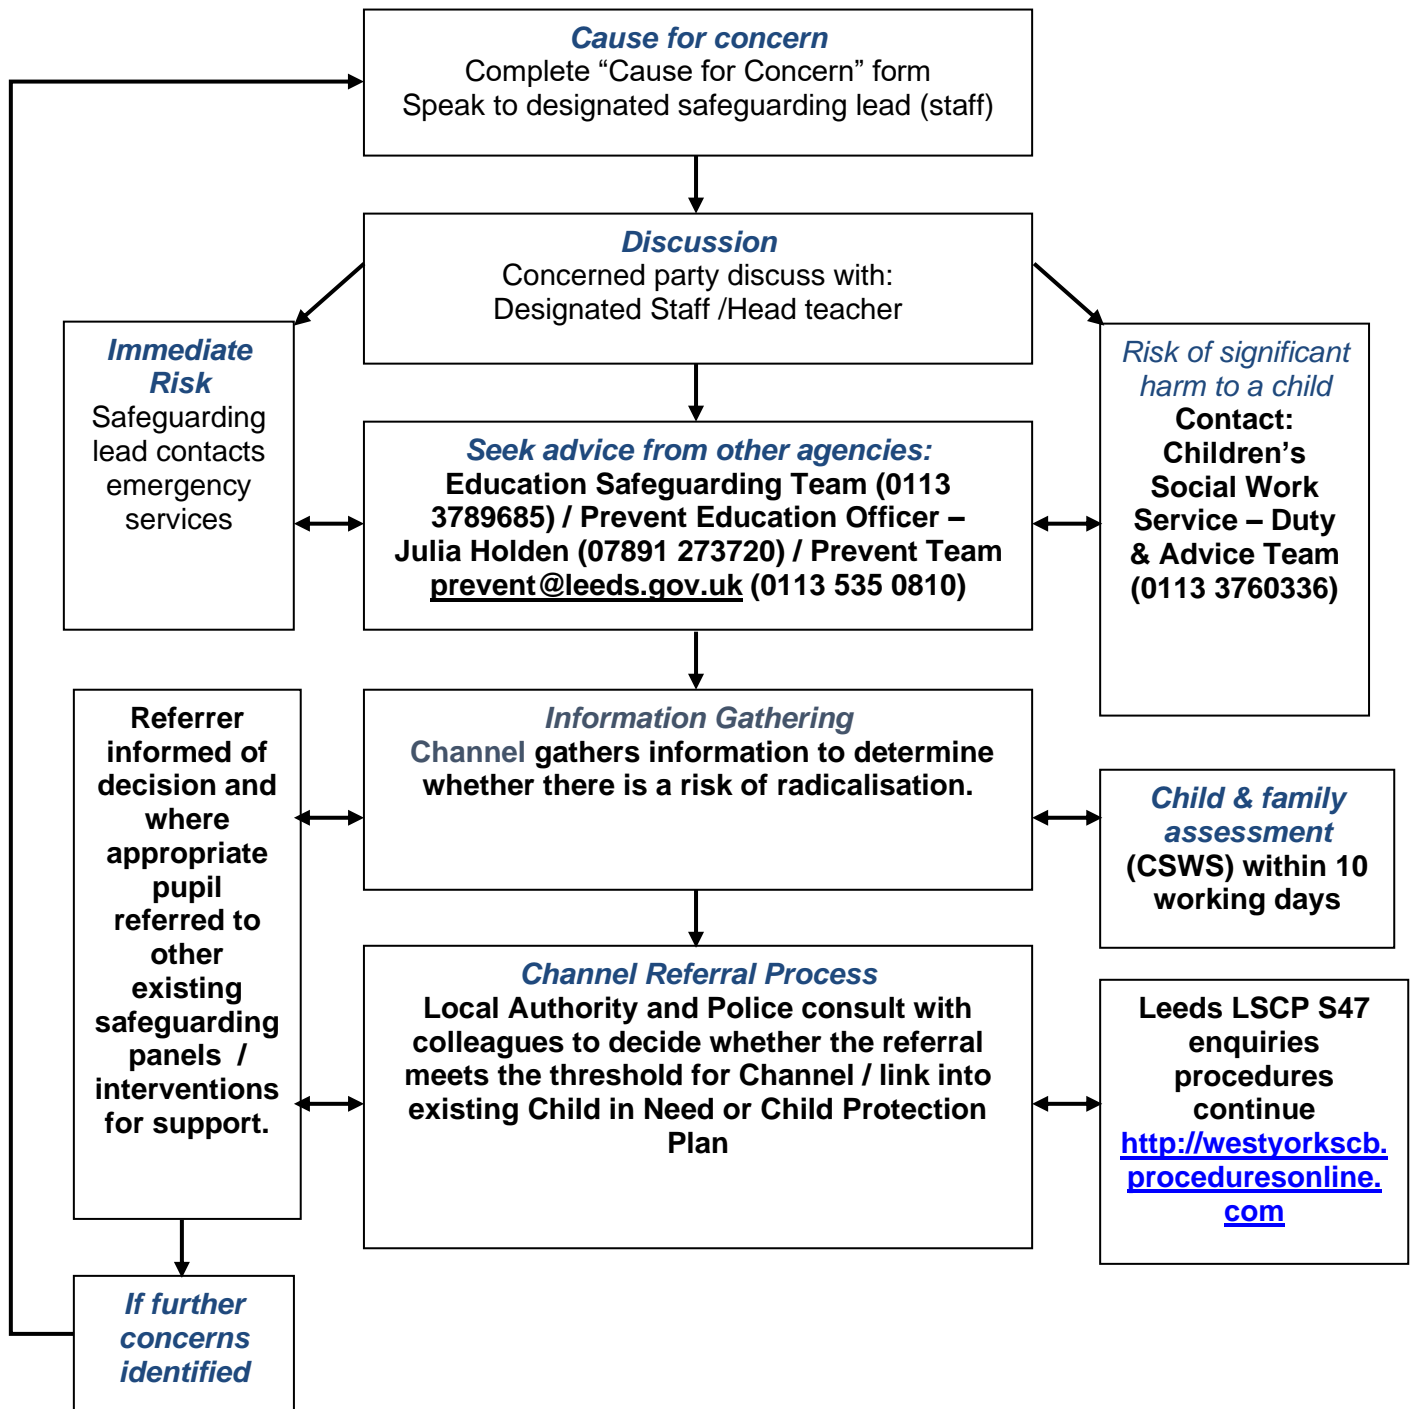 Cause for concern
Complete “Cause for Concern” form
Speak to designated safeguarding lead (staff)
Discussion
Concerned party discuss with:
Designated Staff /Head teacher
Immediate
Risk
Safeguarding
lead contacts
emergency
services
Seek advice from other agencies:
Education Safeguarding Team (0113
3789685) / Prevent Education Officer –
Julia Holden (07891 273720) / Prevent Team
prevent@leeds.gov.uk (0113 535 0810)
Risk of significant
harm to a child
Contact:
Children’s
Social Work
Service – Duty
& Advice Team
(0113 3760336)
Referrer
informed of
decision and
where
appropriate
pupil
referred to
other
existing
safeguarding
panels /
interventions
for support.
Information Gathering
Channel gathers information to determine
whether there is a risk of radicalisation.
Child & family
assessment
(CSWS) within 10
working days
Channel Referral Process
Local Authority and Police consult with
colleagues to decide whether the referral
meets the threshold for Channel / link into
existing Child in Need or Child Protection
Plan
Leeds LSCP S47
enquiries
procedures
continue
http://westyorkscb.
proceduresonline.
com
If further
concerns
identified